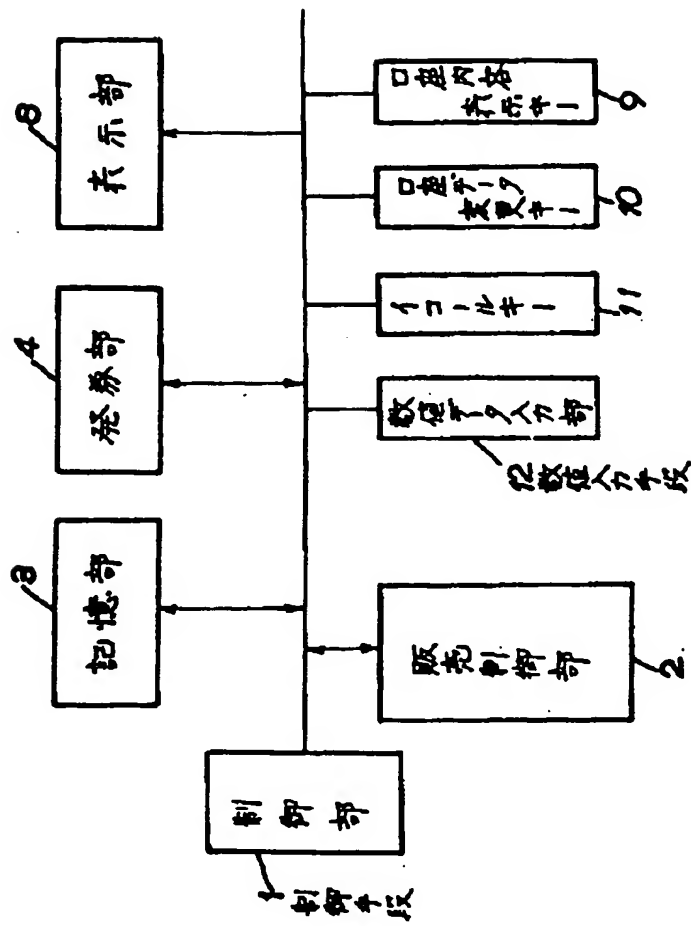 8
表示部
4
発券部
3
記憶部
制御部
1 制御手段
口座内容
表示キー
9
口座データ
変更キー
10
イコールキー
11
数値データ入力部
12 数値入力手段
販売制御部
2